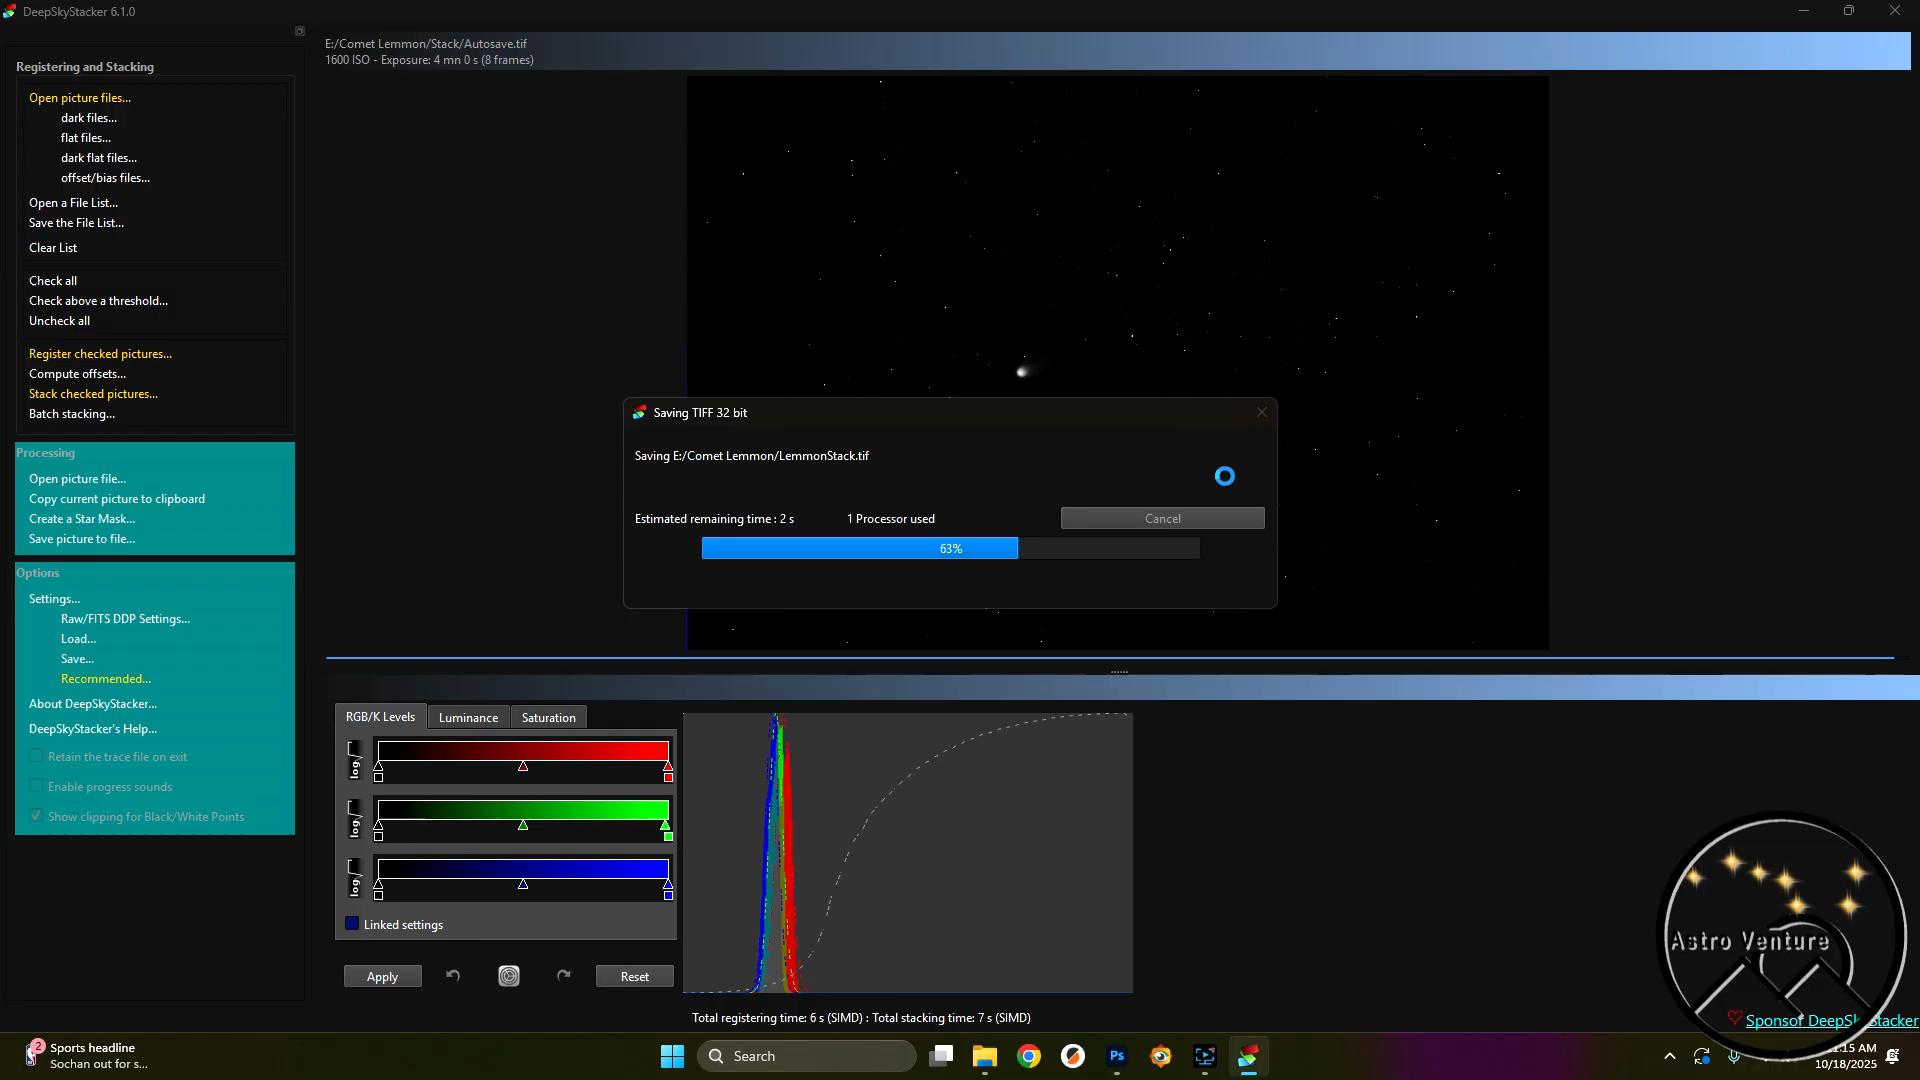 DeepSkyStacker 6.1.0
E:/Comet Lemmon/Stack/Autosave.tif
1600 ISO - Exposure: 4 mn 0 s (8 frames)
Registering and Stacking
Open picture files...
dark files...
flat files...
dark flat files...
offset/bias files...
Open a File List...
Save the File List...
Clear List
Check all
Check above a threshold...
Uncheck all
Register checked pictures...
Compute offsets...
Stack checked pictures...
Batch stacking...
Processing
Open picture file...
Copy current picture to clipboard
Create a Star Mask...
Save picture to file...
Options
Settings...
Raw/FITS DDP Settings...
Load...
Save...
Recommended...
About DeepSkyStacker...
DeepSkyStacker's Help...
Retain the trace file on exit
Enable progress sounds
Show clipping for Black/White Points
Saving TIFF 32 bit
Saving E:/Comet Lemmon/LemmonStack.tif
Estimated remaining time : 2 s
1 Processor used
Cancel
63%
RGB/K Levels
Luminance
Saturation
log
log
log
Linked settings
Apply
Reset
Total registering time: 6 s (SIMD) : Total stacking time: 7 s (SIMD)
Astro Venture
Sponsor DeepSkyStacker
2
Sports headline
Sochan out for s...
Search
Ps
:15 AM
10/18/2025